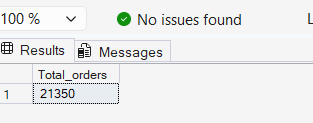 100 %
No issues found
L
Results
Messages
Total_orders
1
21350